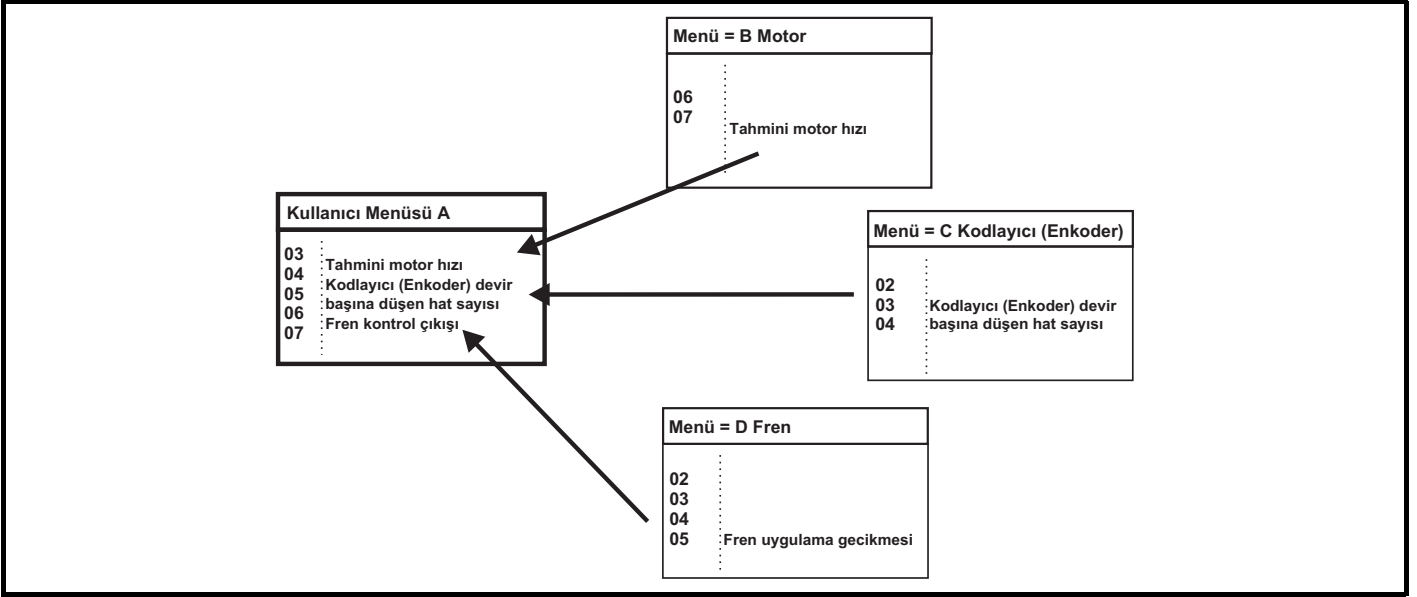 Menü = B Motor
06
07
Tahmini motor hızı
Kullanıcı Menüsü A
03
04
05
06
07
Tahmini motor hızı
Kodlayıcı (Enkoder) devir
başına düşen hat sayısı
Fren kontrol çıkışı
Menü = C Kodlayıcı (Enkoder)
02
03
04
Kodlayıcı (Enkoder) devir
başına düşen hat sayısı
Menü = D Fren
02
03
04
05
Fren uygulama gecikmesi